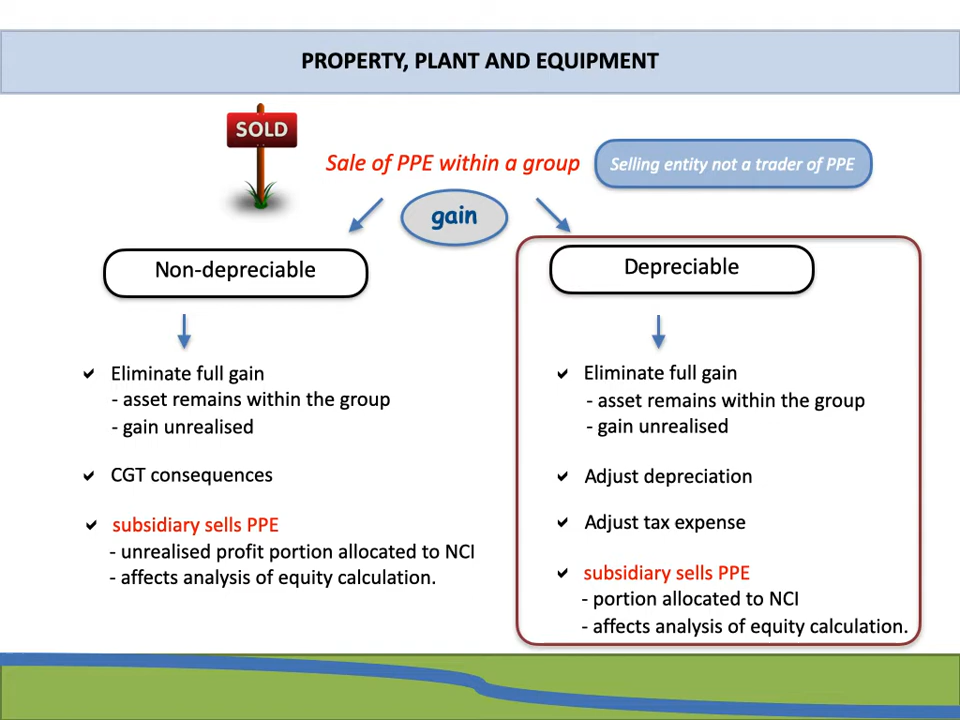 PROPERTY, PLANT AND EQUIPMENT
SOLD
Sale of PPE within a group
Selling entity not a trader of PPE
gain
Non-depreciable
Eliminate full gain
- asset remains within the group
- gain unrealised
CGT consequences
subsidiary sells PPE
- unrealised profit portion allocated to NCI
- affects analysis of equity calculation.
Depreciable
Eliminate full gain
- asset remains within the group
- gain unrealised
Adjust depreciation
Adjust tax expense
subsidiary sells PPE
- portion allocated to NCI
- affects analysis of equity calculation.